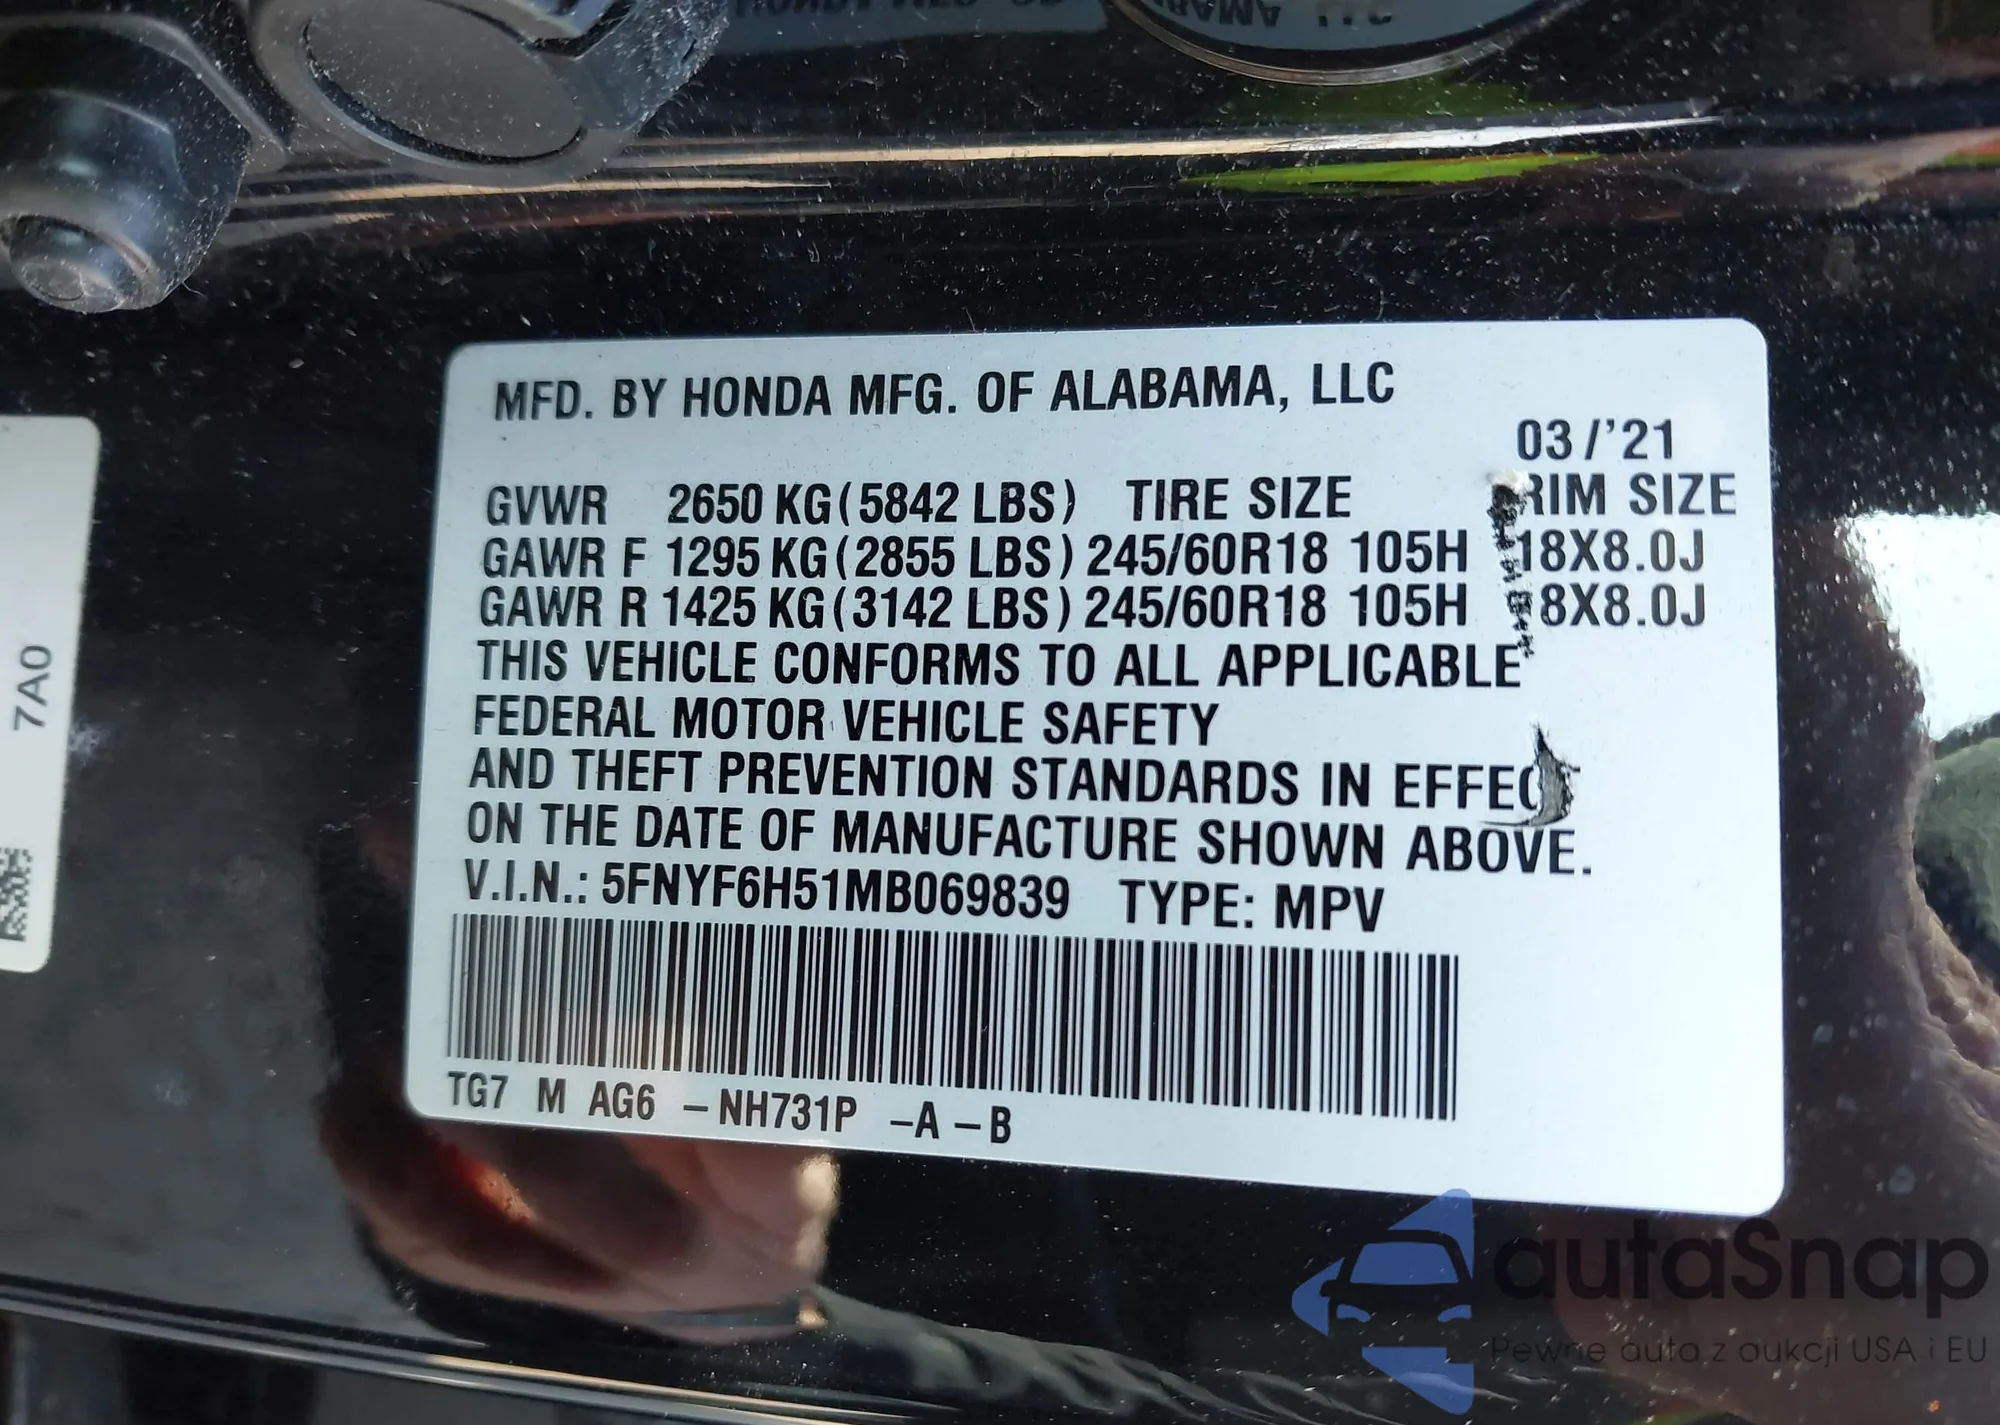 MFD. BY HONDA MFG. OF ALABAMA, LLC
03/'21
GVWR 2650 KG (5842 LBS) TIRE SIZE RIM SIZE
GAWR F 1295 KG (2855 LBS) 245/60R18 105H 18X8.0J
GAWR R 1425 KG (3142 LBS) 245/60R18 105H 8X8.0J
THIS VEHICLE CONFORMS TO ALL APPLICABLE
FEDERAL MOTOR VEHICLE SAFETY
AND THEFT PREVENTION STANDARDS IN EFFEC
ON THE DATE OF MANUFACTURE SHOWN ABOVE.
V.I.N.: 5FNYF6H51MB069839 TYPE: MPV
TG7 M AG6 -NH731P -A -B
7A0
autaSnap
Pewne auta z aukcji USA i EU